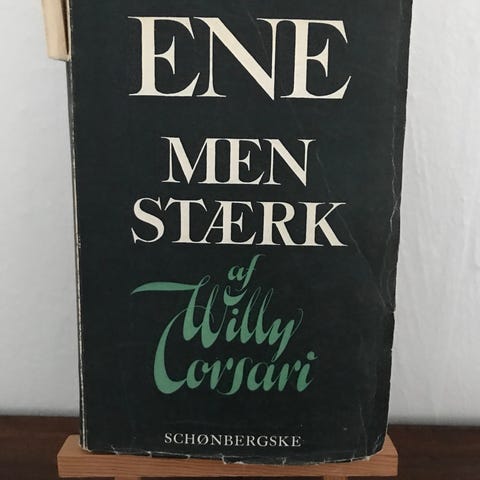 ENE
MEN
STÆRK
af
Willy
Corsari
SCHØNBERGSKE